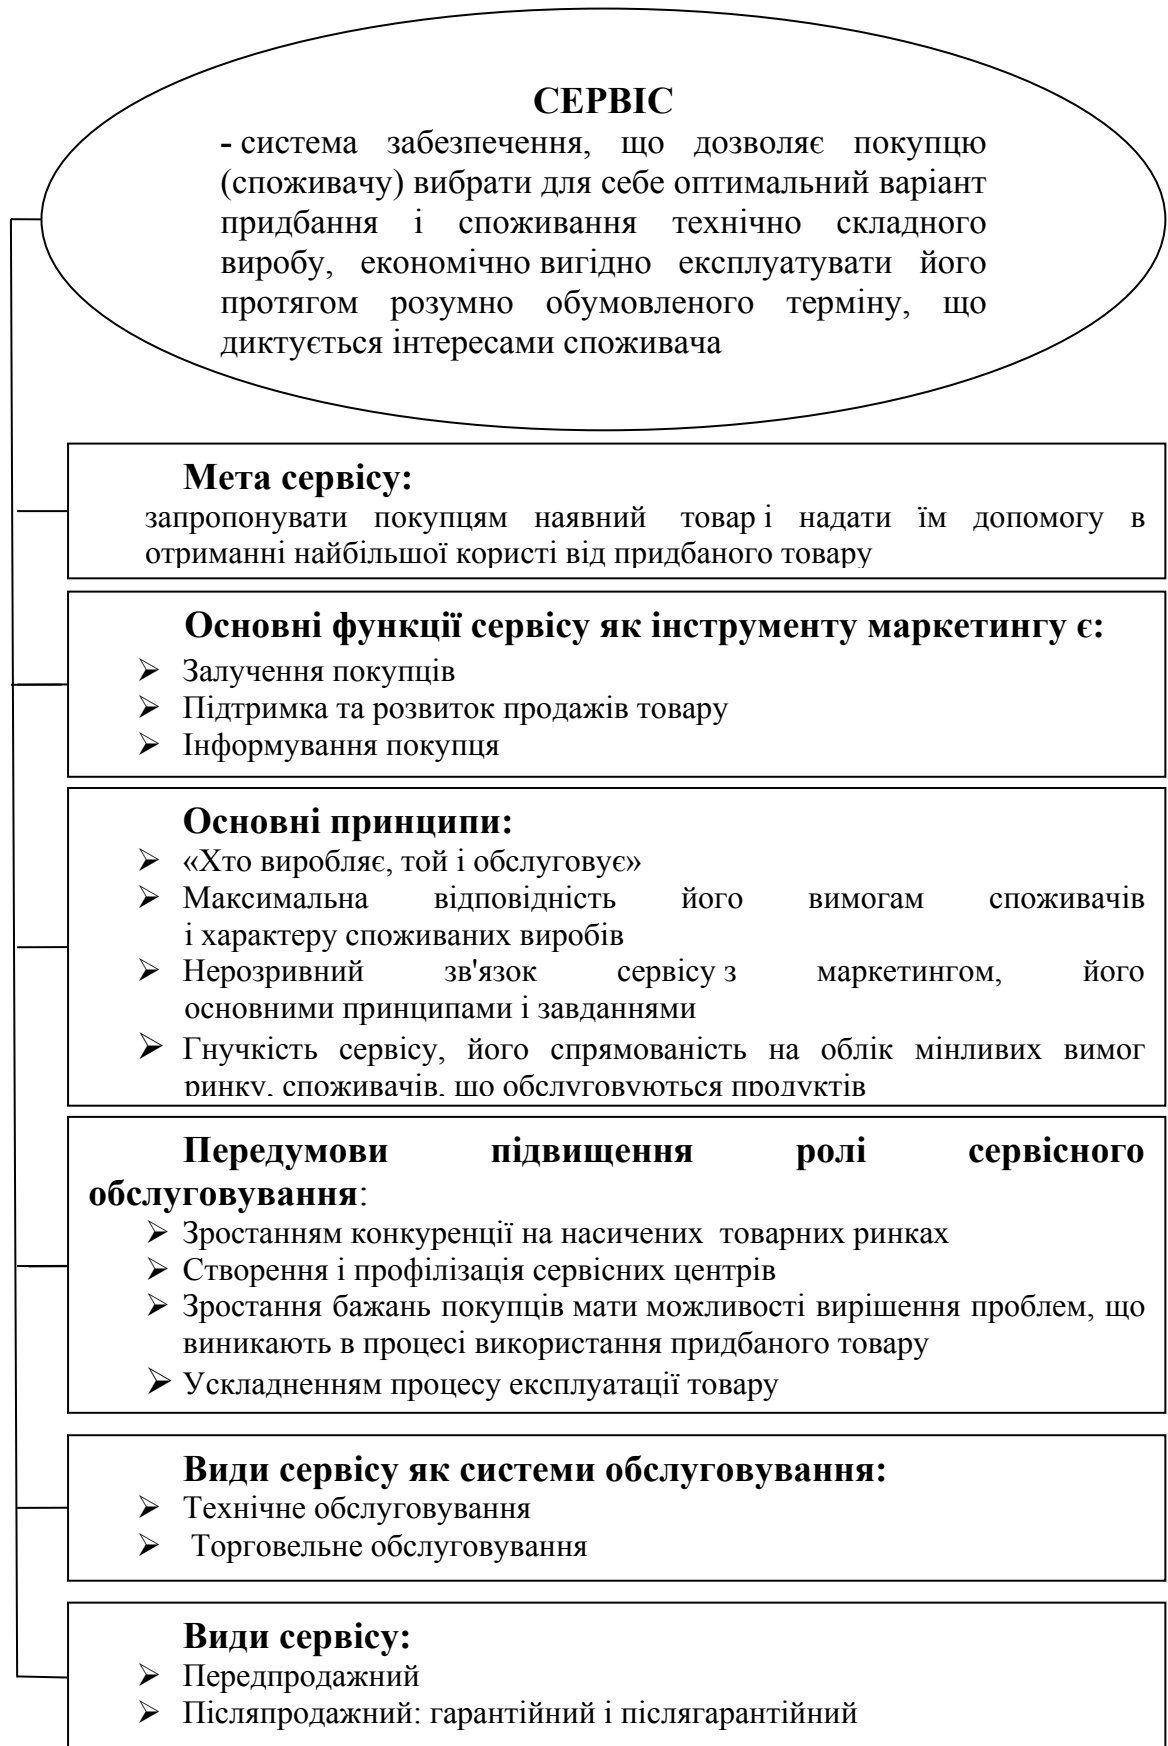 СЕРВІС
- система забезпечення, що дозволяє покупцю
(споживачу) вибрати для себе оптимальний варіант
придбання і споживання технічно складного
виробу, економічно вигідно експлуатувати його
протягом розумно обумовленого терміну, що
диктується інтересами споживача
Мета сервісу:
запропонувати покупцям наявний товар і надати їм допомогу в
отриманні найбільшої користі від придбаного товару
Основні функції сервісу як інструменту маркетингу є:
➢ Залучення покупців
➢ Підтримка та розвиток продажів товару
➢ Інформування покупця
Основні принципи:
➢ «Хто виробляє, той і обслуговує»
➢ Максимальна відповідність його вимогам споживачів
і характеру споживаних виробів
➢ Нерозривний зв'язок сервісу з маркетингом, його
основними принципами і завданнями
➢ Гнучкість сервісу, його спрямованість на облік мінливих вимог
ринку, споживачів, що обслуговуються продуктів
Передумови підвищення ролі сервісного
обслуговування:
➢ Зростанням конкуренції на насичених товарних ринках
➢ Створення і профілізація сервісних центрів
➢ Зростання бажань покупців мати можливості вирішення проблем, що
виникають в процесі використання придбаного товару
➢ Ускладненням процесу експлуатації товару
Види сервісу як системи обслуговування:
➢ Технічне обслуговування
➢ Торговельне обслуговування
Види сервісу:
➢ Передпродажний
➢ Післяпродажний: гарантійний і післягарантійний